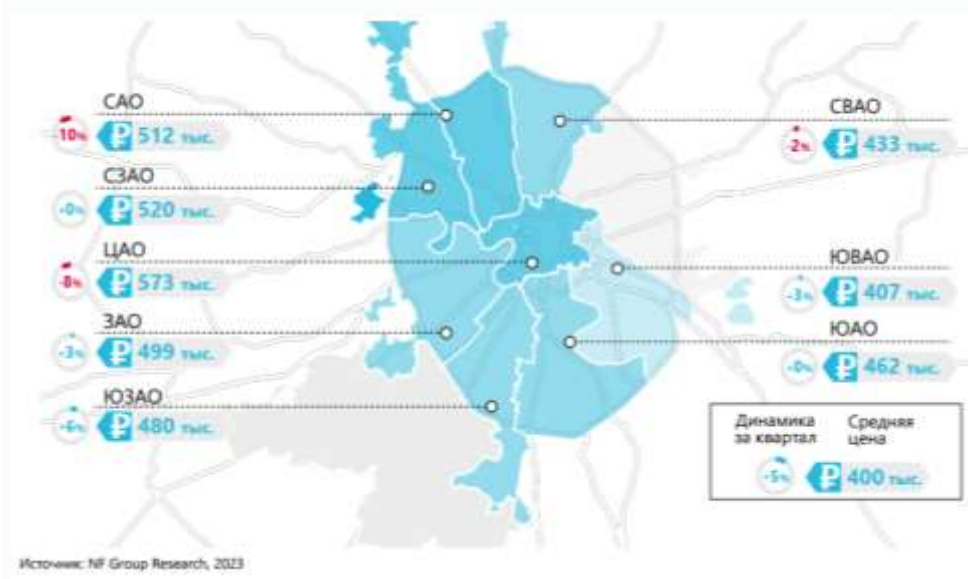 САО
-10%
₽ 512 тыс.
СЗАО
-0%
₽ 520 тыс.
ЦАО
-8%
₽ 573 тыс.
ЗАО
-3%
₽ 499 тыс.
ЮЗАО
₽ 480 тыс.
СВАО
-2%
₽ 433 тыс.
ЮВАО
-3%
₽ 407 тыс.
ЮАО
-0%
₽ 462 тыс.
Динамика за квартал
Средняя цена
₽ 400 тыс.
Источник: NF Group Research, 2023